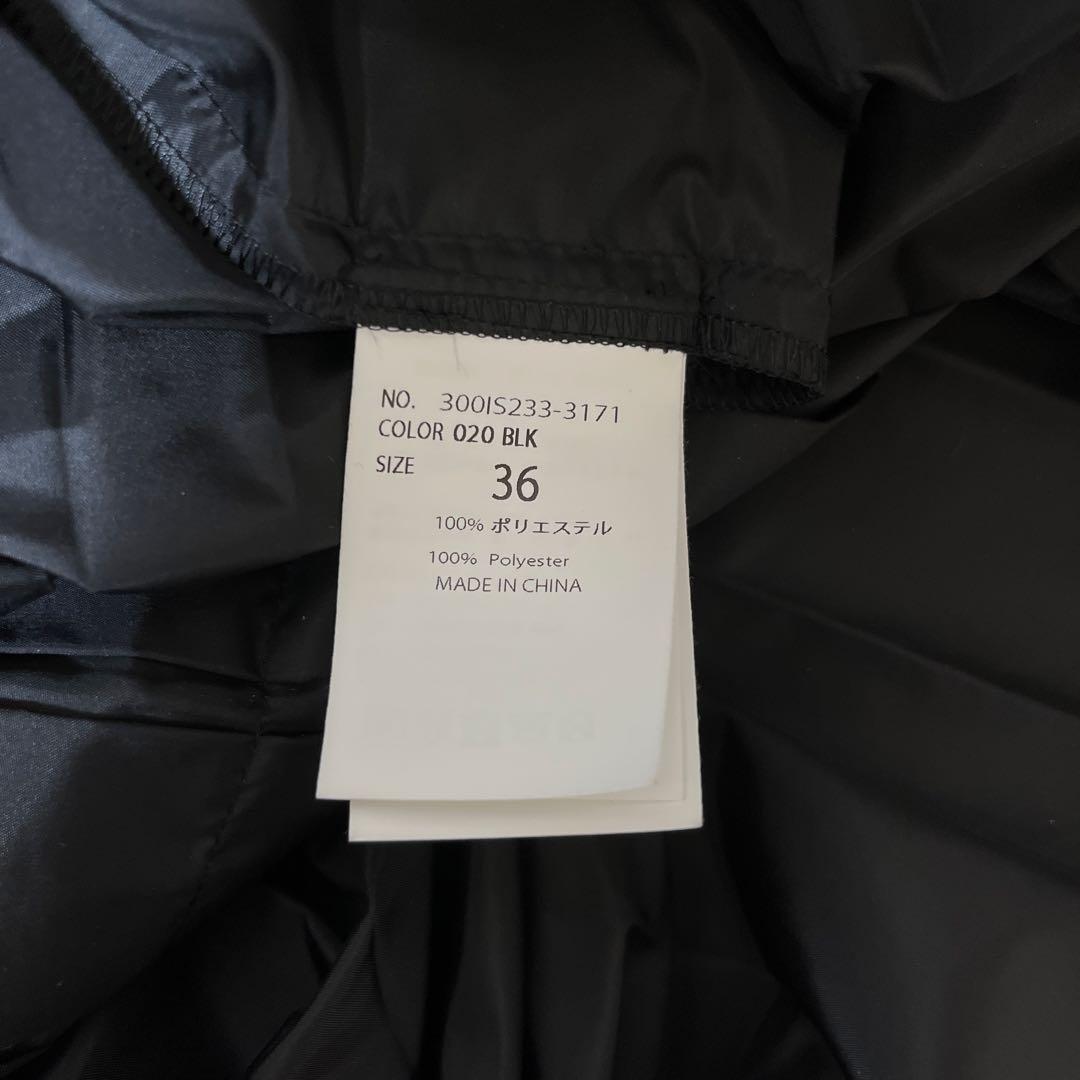 NO. 300IS233-3171
COLOR 020 BLK
SIZE 36
100% ポリエステル
100% Polyester
MADE IN CHINA